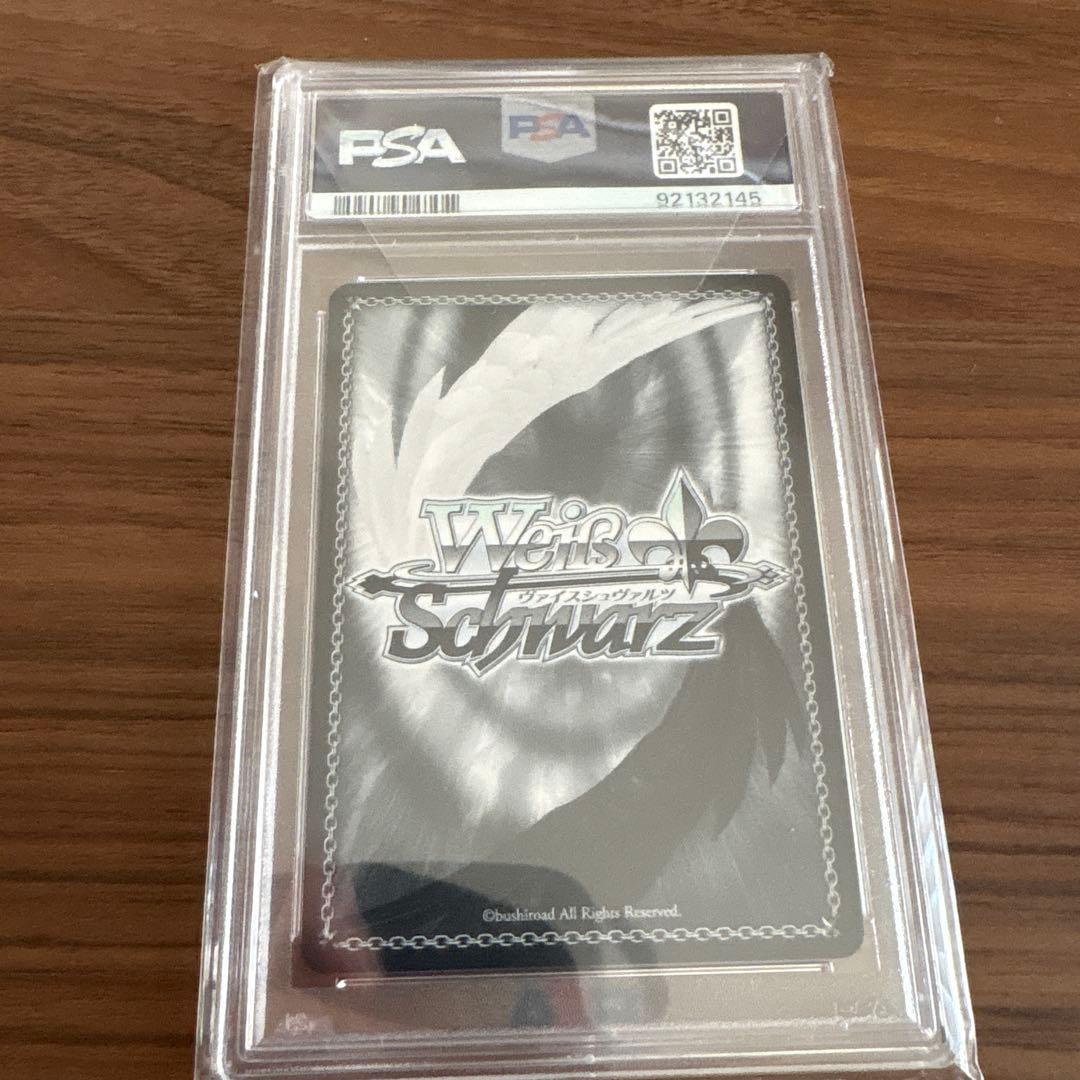 PSA
PSA
92132145
Weiß
ヴァイスシュヴァルツ
Schwarz
©bushiroad All Rights Reserved.